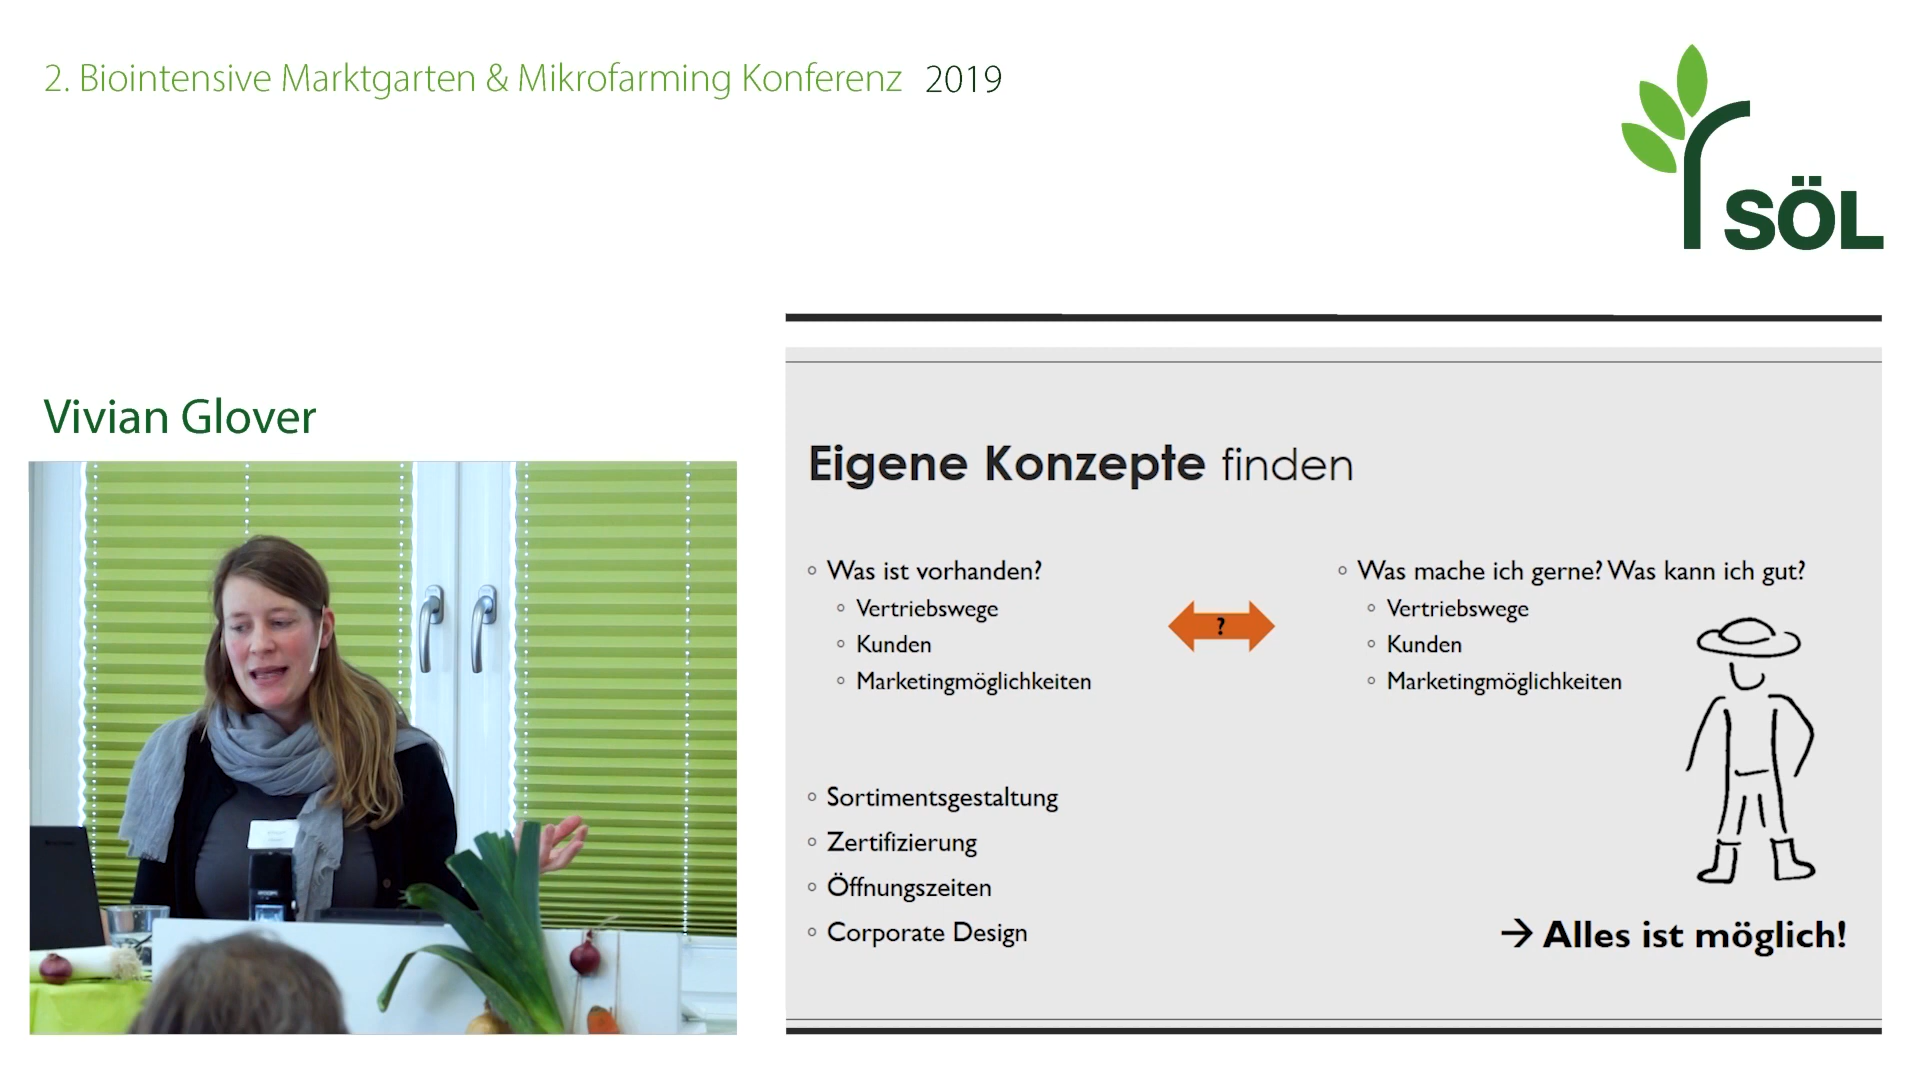 2. Biointensive Marktgarten & Mikrofarming Konferenz 2019
SÖL
Vivian Glover
Eigene Konzepte finden
Was ist vorhanden?
Vertriebswege
Kunden
Marketingmöglichkeiten
?
Was mache ich gerne? Was kann ich gut?
Vertriebswege
Kunden
Marketingmöglichkeiten
Sortimentsgestaltung
Zertifizierung
Öffnungszeiten
Corporate Design
→ Alles ist möglich!